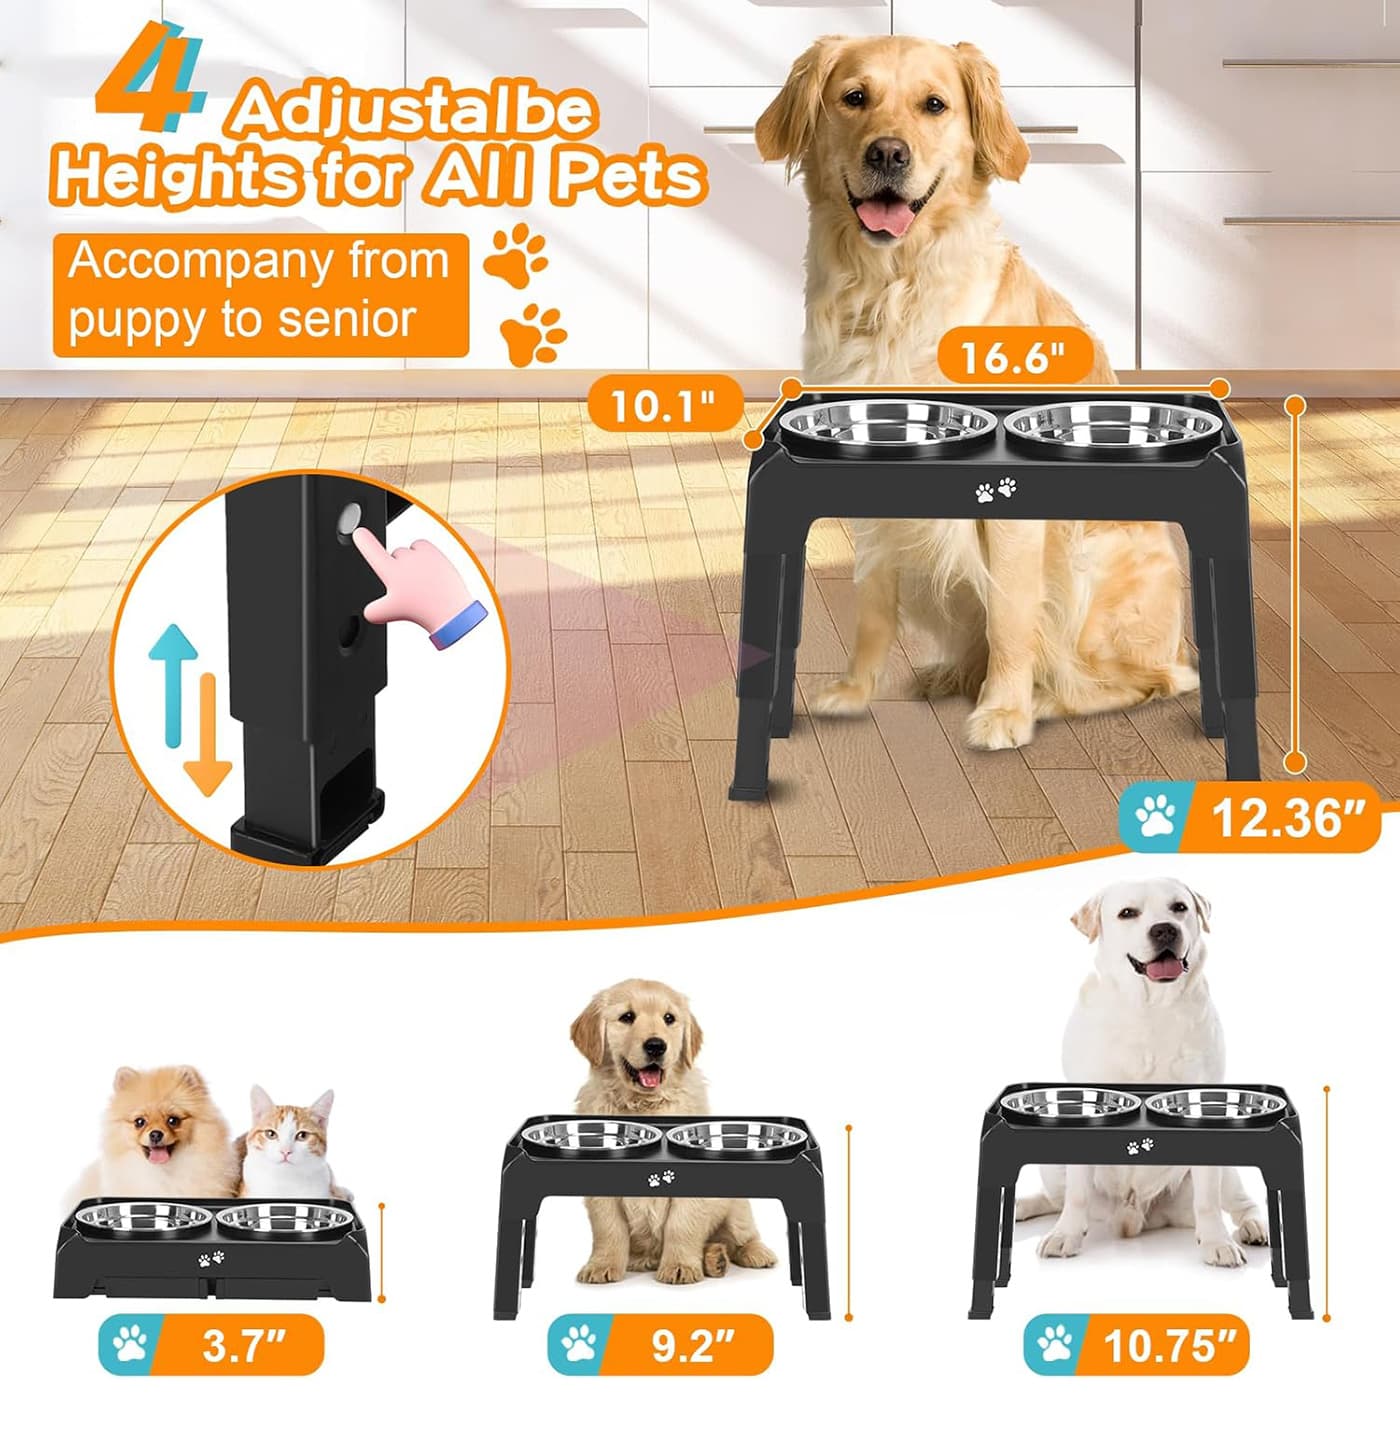 4 Adjustalbe
Heights for All Pets
Accompany from
puppy to senior
16.6"
10.1"
12.36"
3.7"
9.2"
10.75"